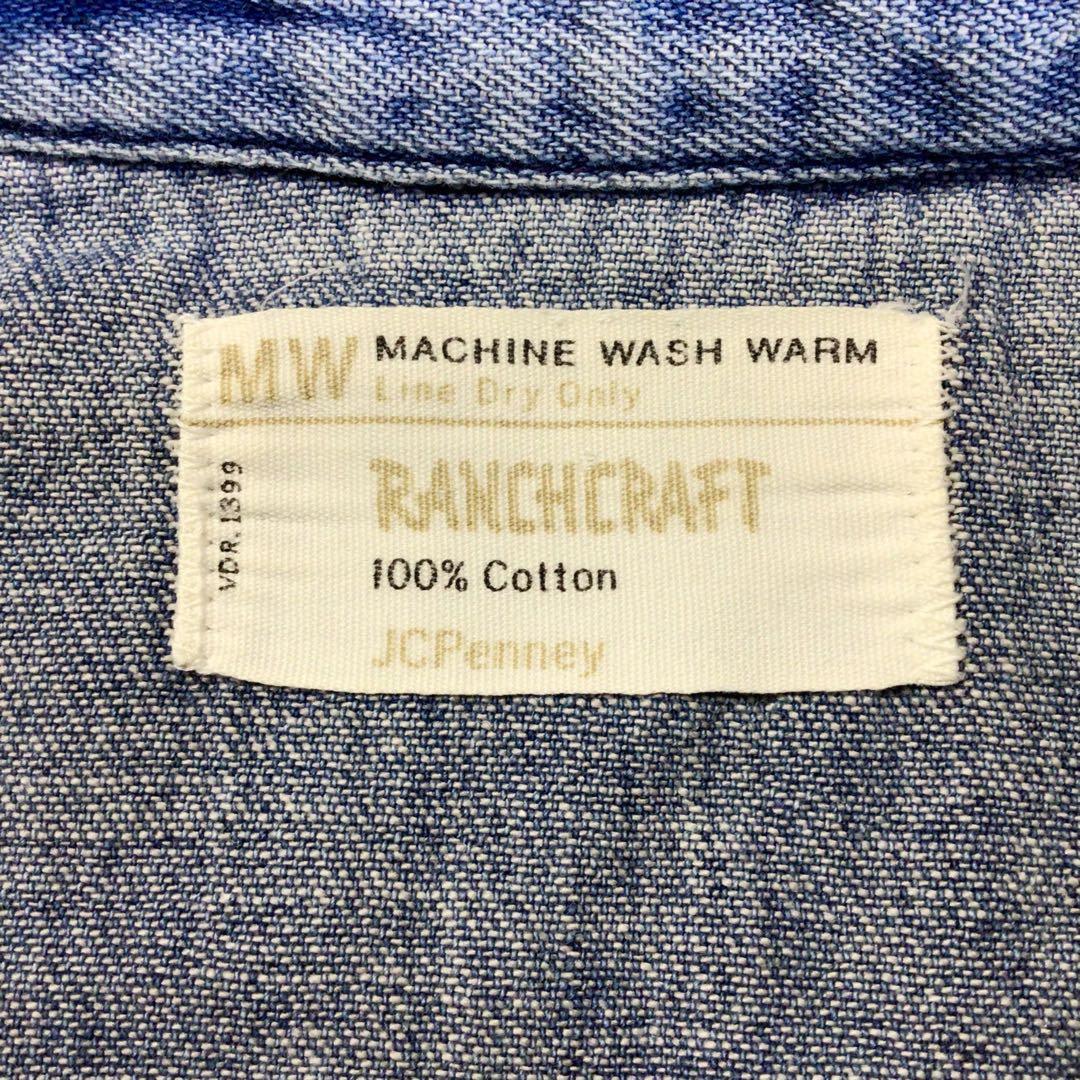 MW MACHINE WASH WARM
Line Dry Only
VDR. 1399
RANCHCRAFT
100% Cotton
JCPenney